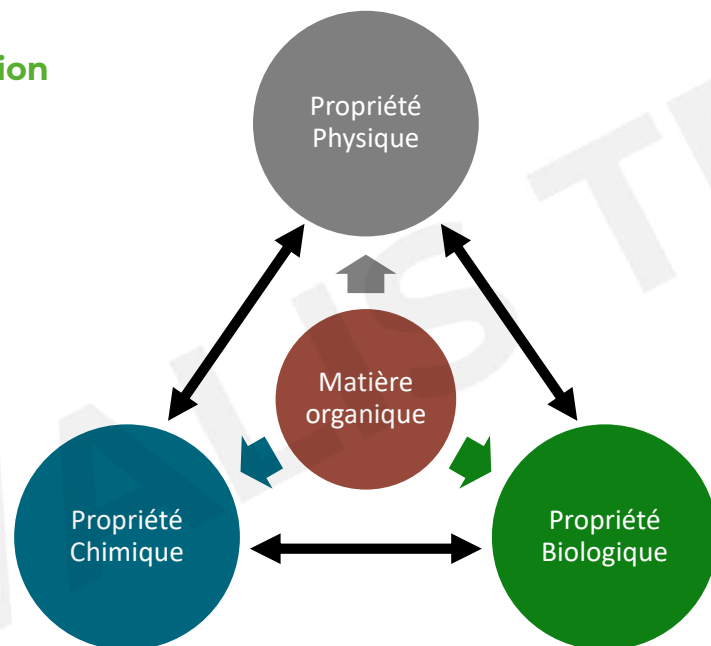 ion
Propriété
Physique
Matière
organique
Propriété
Chimique
Propriété
Biologique